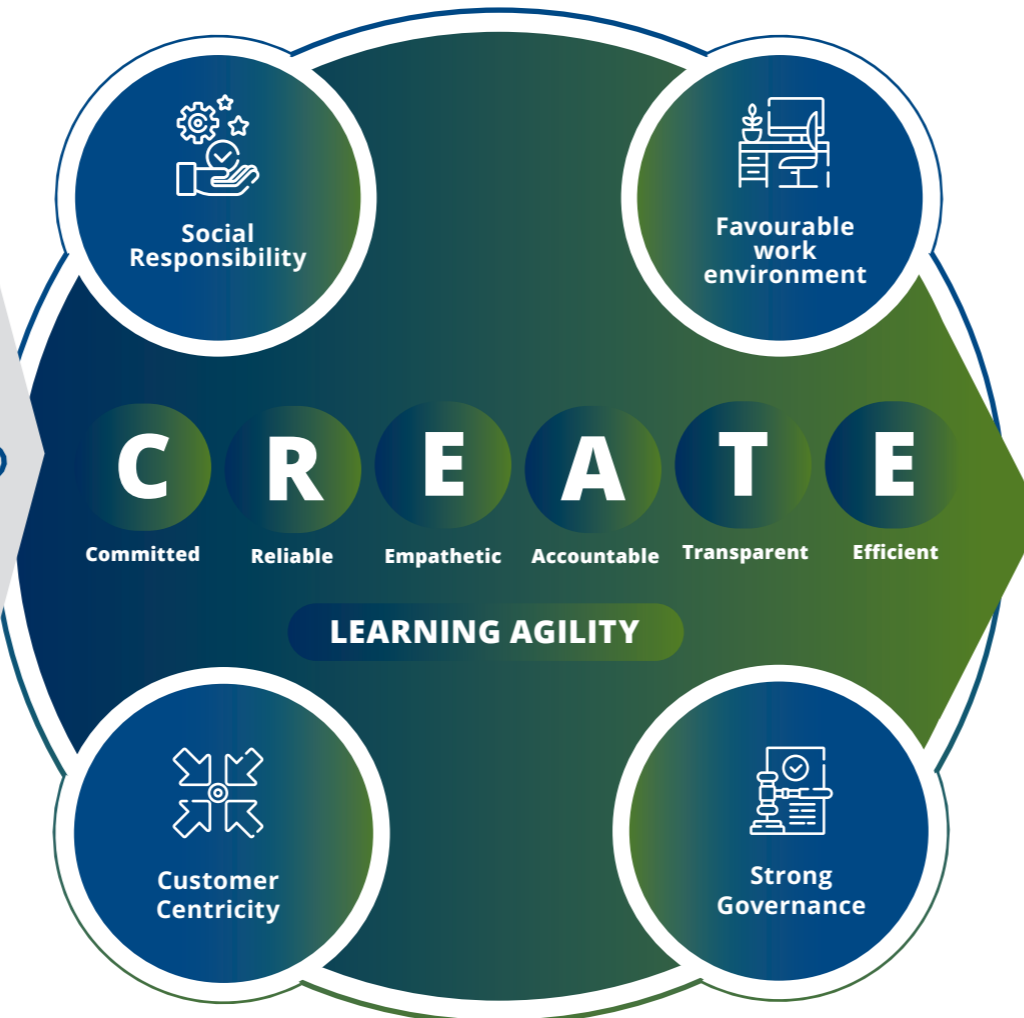 Social
Responsibility
Favourable
work
environment
C R E A T E
Committed Reliable Empathetic Accountable Transparent Efficient
LEARNING AGILITY
Customer
Centricity
Strong
Governance